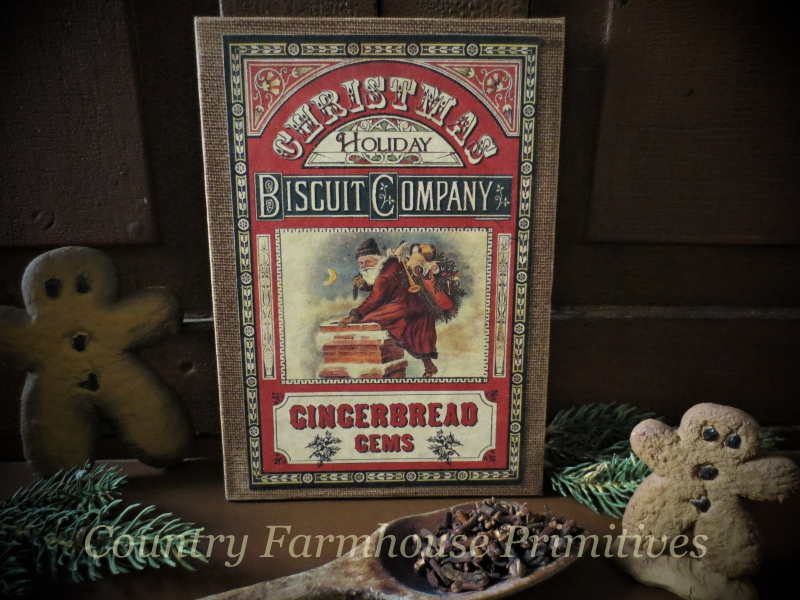 CHRISTMAS
HOLIDAY
BISCUIT COMPANY
GINGERBREAD
GEMS
Country Farmhouse Primitives